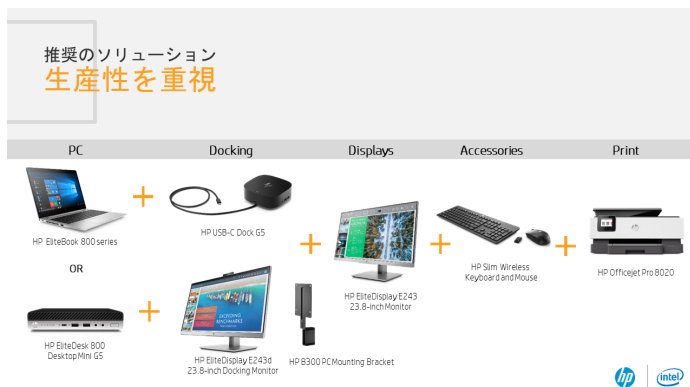 推奨のソリューション
生産性を重視
PC
Docking
Displays
Accessories
Print
HP EliteBook 800 series
HP USB-C Dock G5
OR
HP EliteDisplay E243
23.8-inch Monitor
HP Slim Wireless
Keyboard and Mouse
HP Officejet Pro 8020
HP EliteDesk 800
Desktop Mini G5
EXCEEDING
BENCHMARKS
HP EliteDisplay E243d
23.8-inch Docking Monitor
HP B300 PC Mounting Bracket
hp
intel